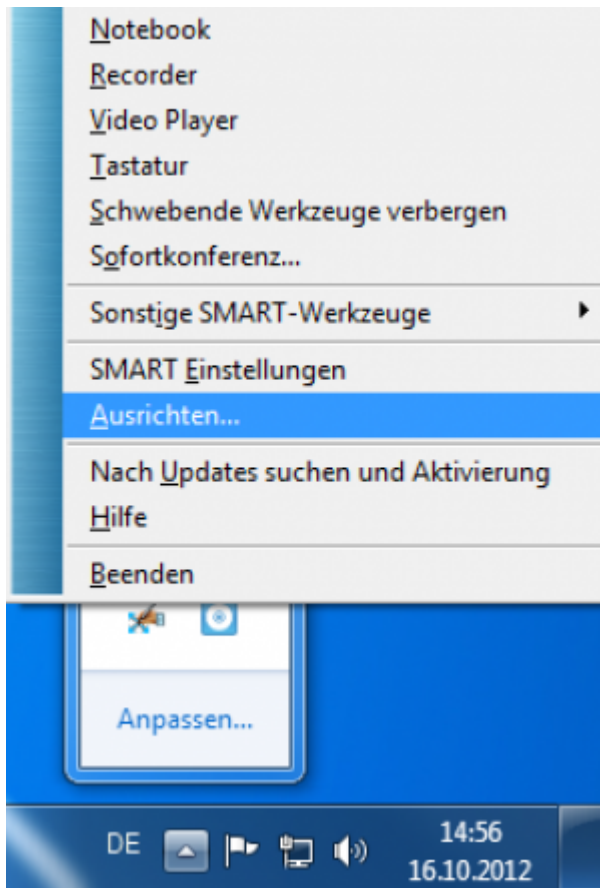 Notebook
Recorder
Video Player
Tastatur
Schwebende Werkzeuge verbergen
Sofortkonferenz...
Sonstige SMART-Werkzeuge
SMART Einstellungen
Ausrichten...
Nach Updates suchen und Aktivierung
Hilfe
Beenden
Anpassen...
DE
14:56
16.10.2012